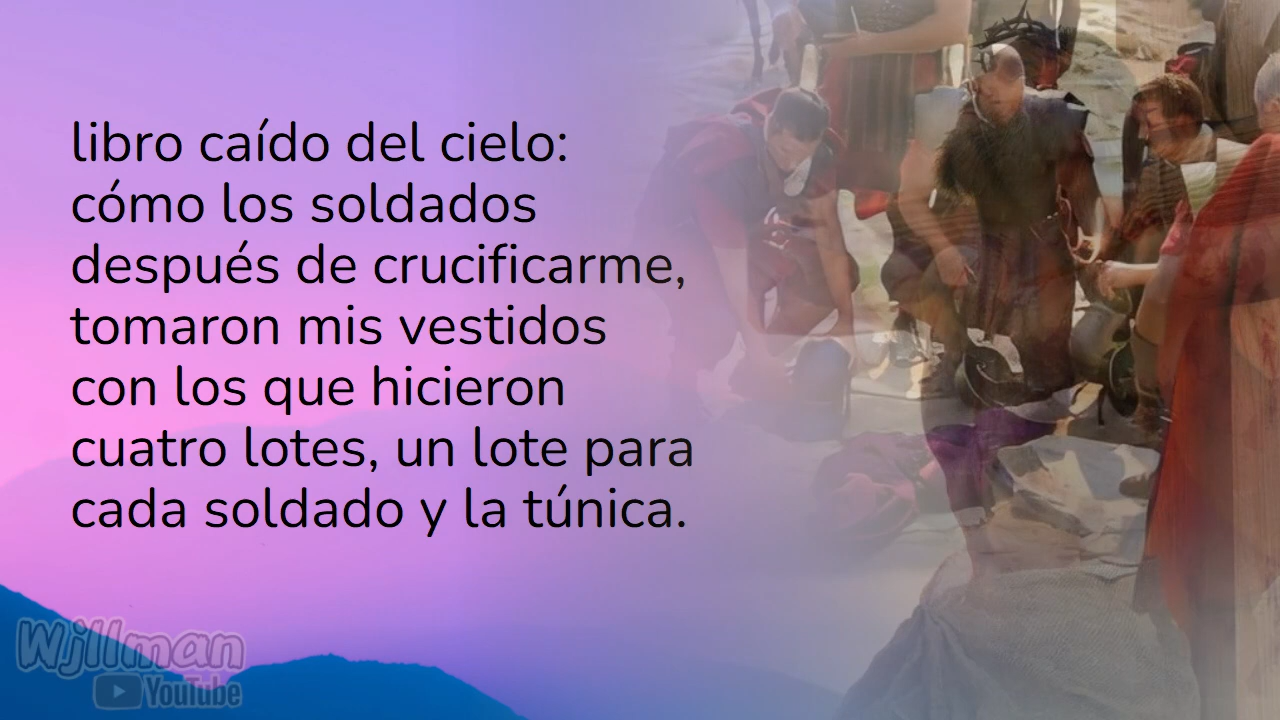 libro caído del cielo:
cómo los soldados
después de crucificarme,
tomaron mis vestidos
con los que hicieron
cuatro lotes, un lote para
cada soldado y la túnica.
Wjllman
YouTube